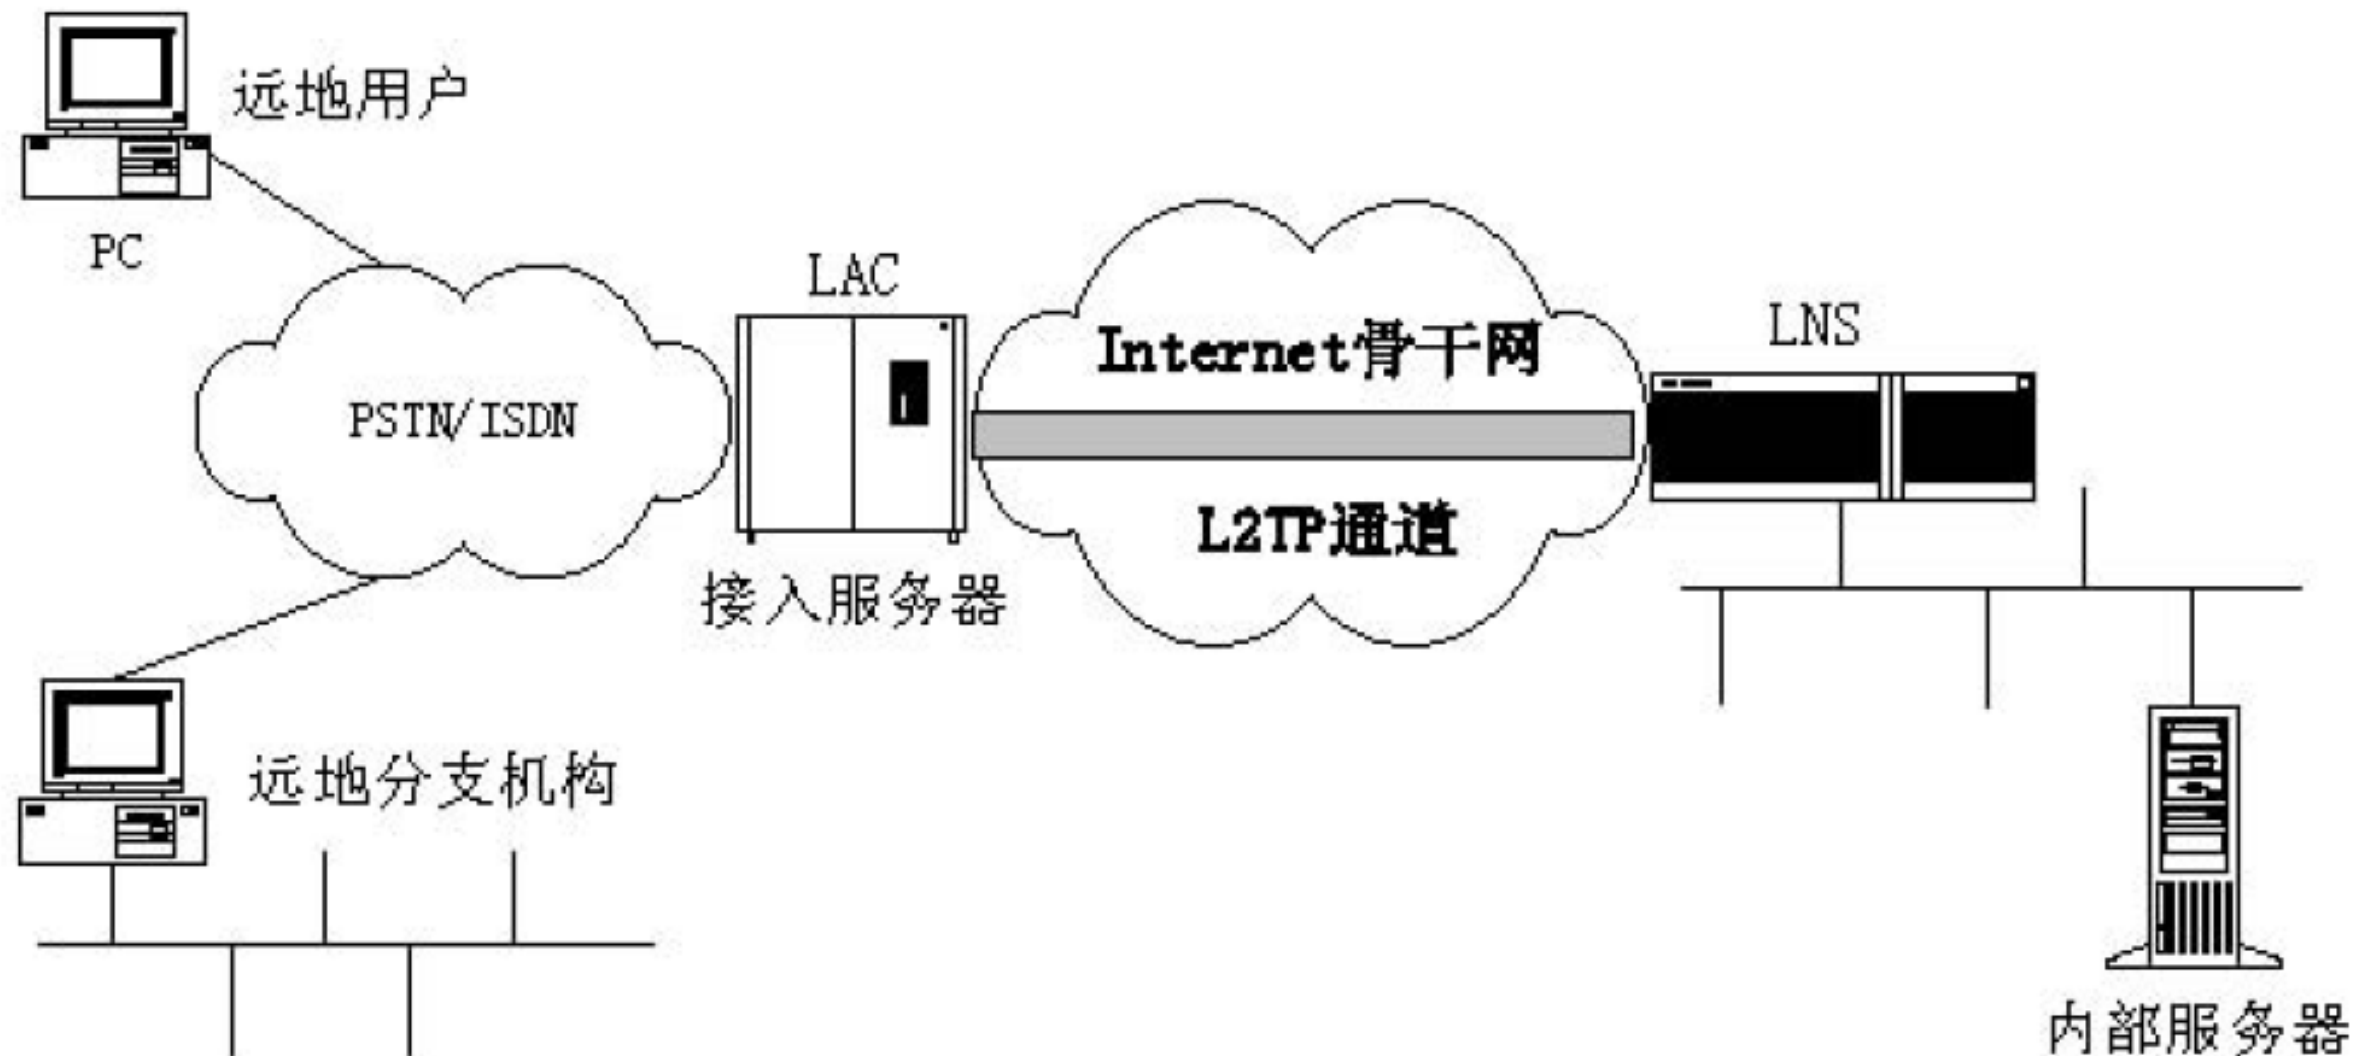 远地用户
PC
LAC
LNS
Internet骨干网
PSTN/ISDN
L2TP通道
接入服务器
远地分支机构
内部服务器